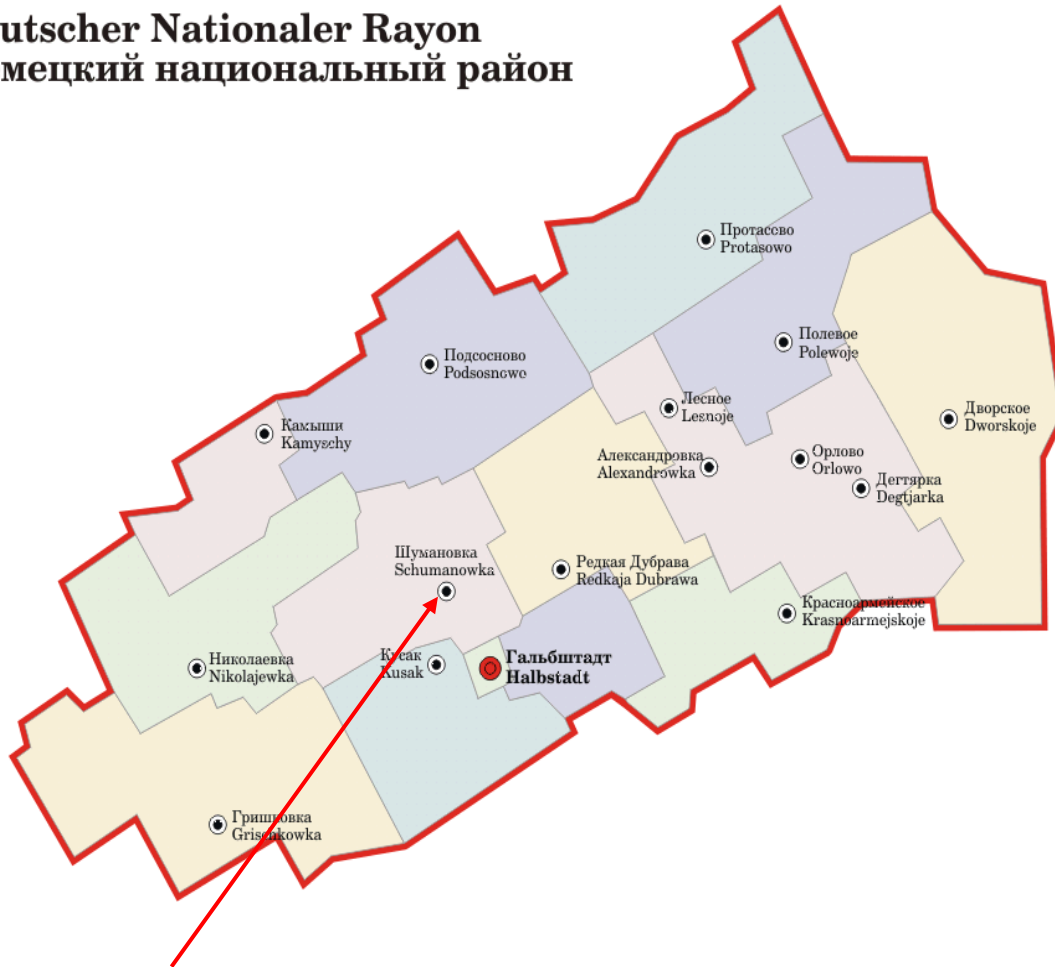 utscher Nationaler Rayon
мецкий национальный район
Протасово
Protasowo
Полевое
Polewoje
Подсосново
Podsosnowo
Лесное
Lesnoje
Дворское
Dworskoje
Камыши
Kamyschy
Александровка
Alexandrowka
Орлово
Orlowo
Дегтярка
Degtjarka
Шумановка
Schumanowka
Редкая Дубрава
Redkaja Dubrawa
Красноармейское
Krasnoarmejskoje
Николаевка
Nikolajewka
Кусак
Kusak
Гальбштадт
Halbstadt
Гришковка
Grischkowka